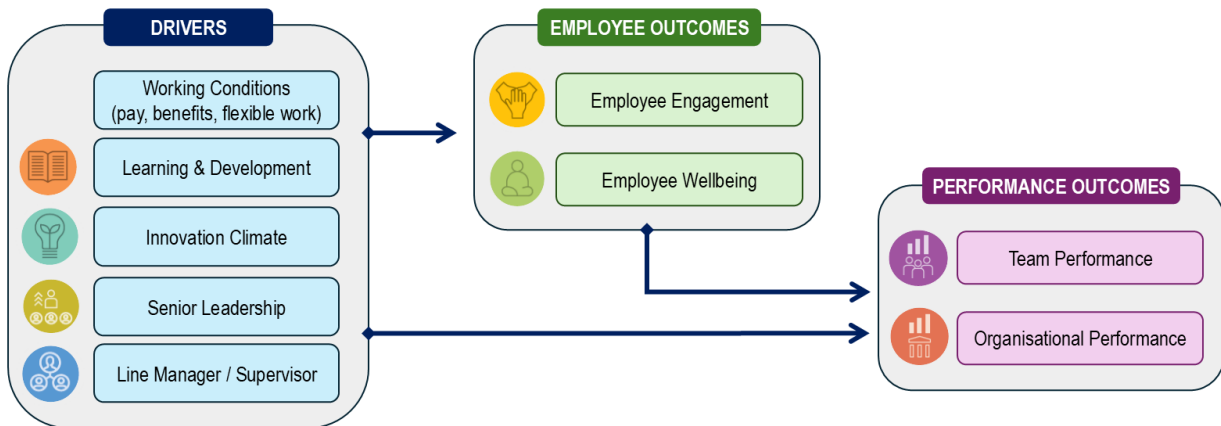 DRIVERS
Working Conditions
(pay, benefits, flexible work)
Learning & Development
Innovation Climate
Senior Leadership
Line Manager / Supervisor
EMPLOYEE OUTCOMES
Employee Engagement
Employee Wellbeing
PERFORMANCE OUTCOMES
Team Performance
Organisational Performance